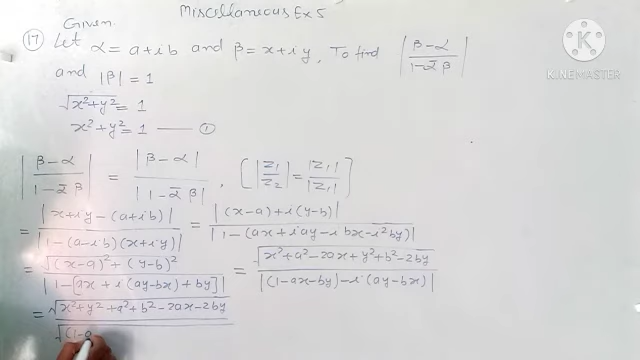 Miscellaneous Ex 5
Given
(17) Let α = a+ib and β = x+iy, To find |β-α / 1-ᾱβ|
and |β| = 1
√(x²+y²) = 1
x²+y² = 1 —— ①
|β-α / 1-ᾱβ| = |β-α| / |1-ᾱβ| , [|Z₁/Z₂| = |Z₁|/|Z₁|]
= |x+iy-(a+ib)| / |1-(a-ib)(x+iy)| = |(x-a)+i(y-b)| / |1-(ax+iay-ibx-i²by)|
= √((x-a)²+(y-b)²) / |1-[ax+i(ay-bx)+by]| = √(x²+a²-2ax+y²+b²-2by) / |(1-ax-by)-i(ay-bx)|
= √(x²+y²+a²+b²-2ax-2by) / √((1-a
KINEMASTER